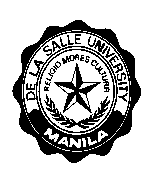 DE LA SALLE UNIVERSITY
RELIGIO MORES CULTURA
MANILA